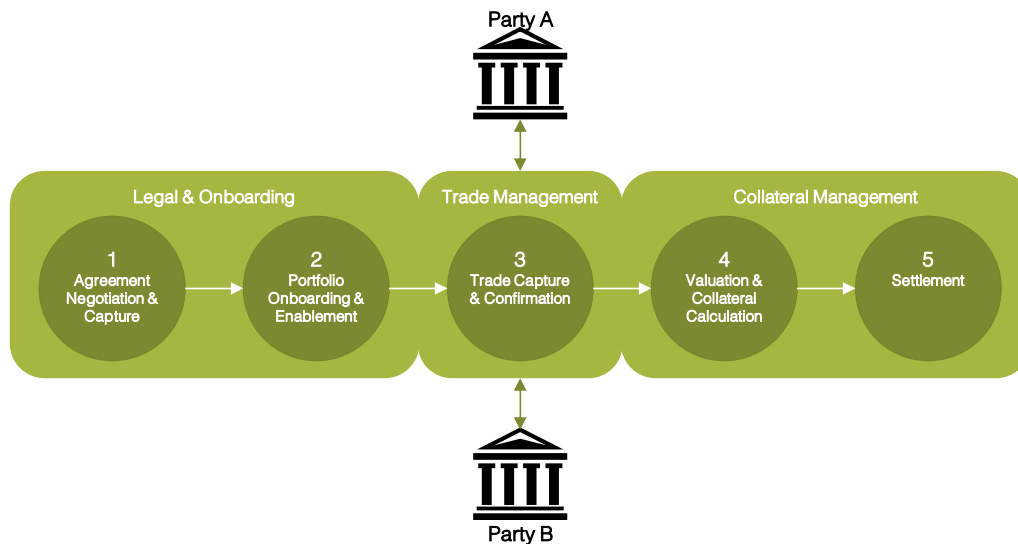 Party A
Legal & Onboarding
Trade Management
Collateral Management
1
Agreement
Negotiation &
Capture
2
Portfolio
Onboarding &
Enablement
3
Trade Capture
& Confirmation
4
Valuation &
Collateral
Calculation
5
Settlement
Party B